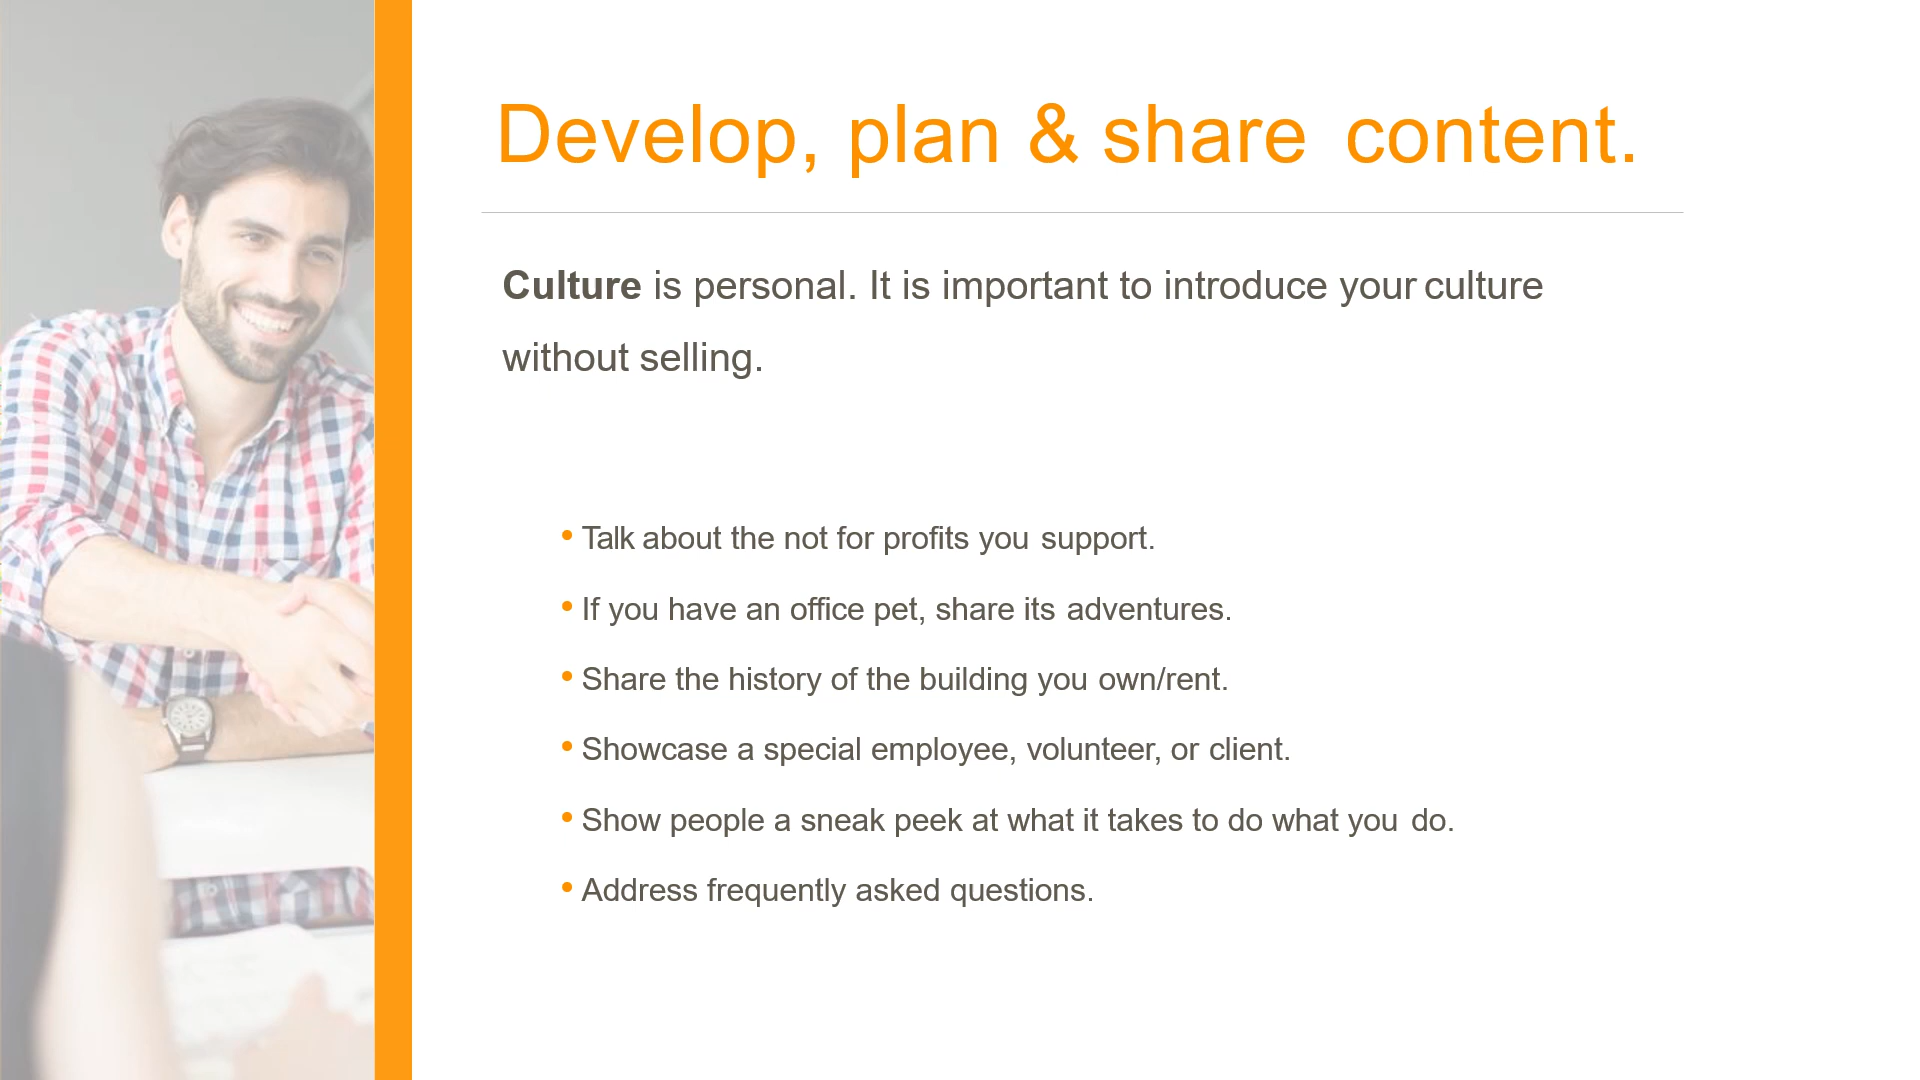 Develop, plan & share content.
Culture is personal. It is important to introduce your culture
without selling.
• Talk about the not for profits you support.
• If you have an office pet, share its adventures.
• Share the history of the building you own/rent.
• Showcase a special employee, volunteer, or client.
• Show people a sneak peek at what it takes to do what you do.
• Address frequently asked questions.